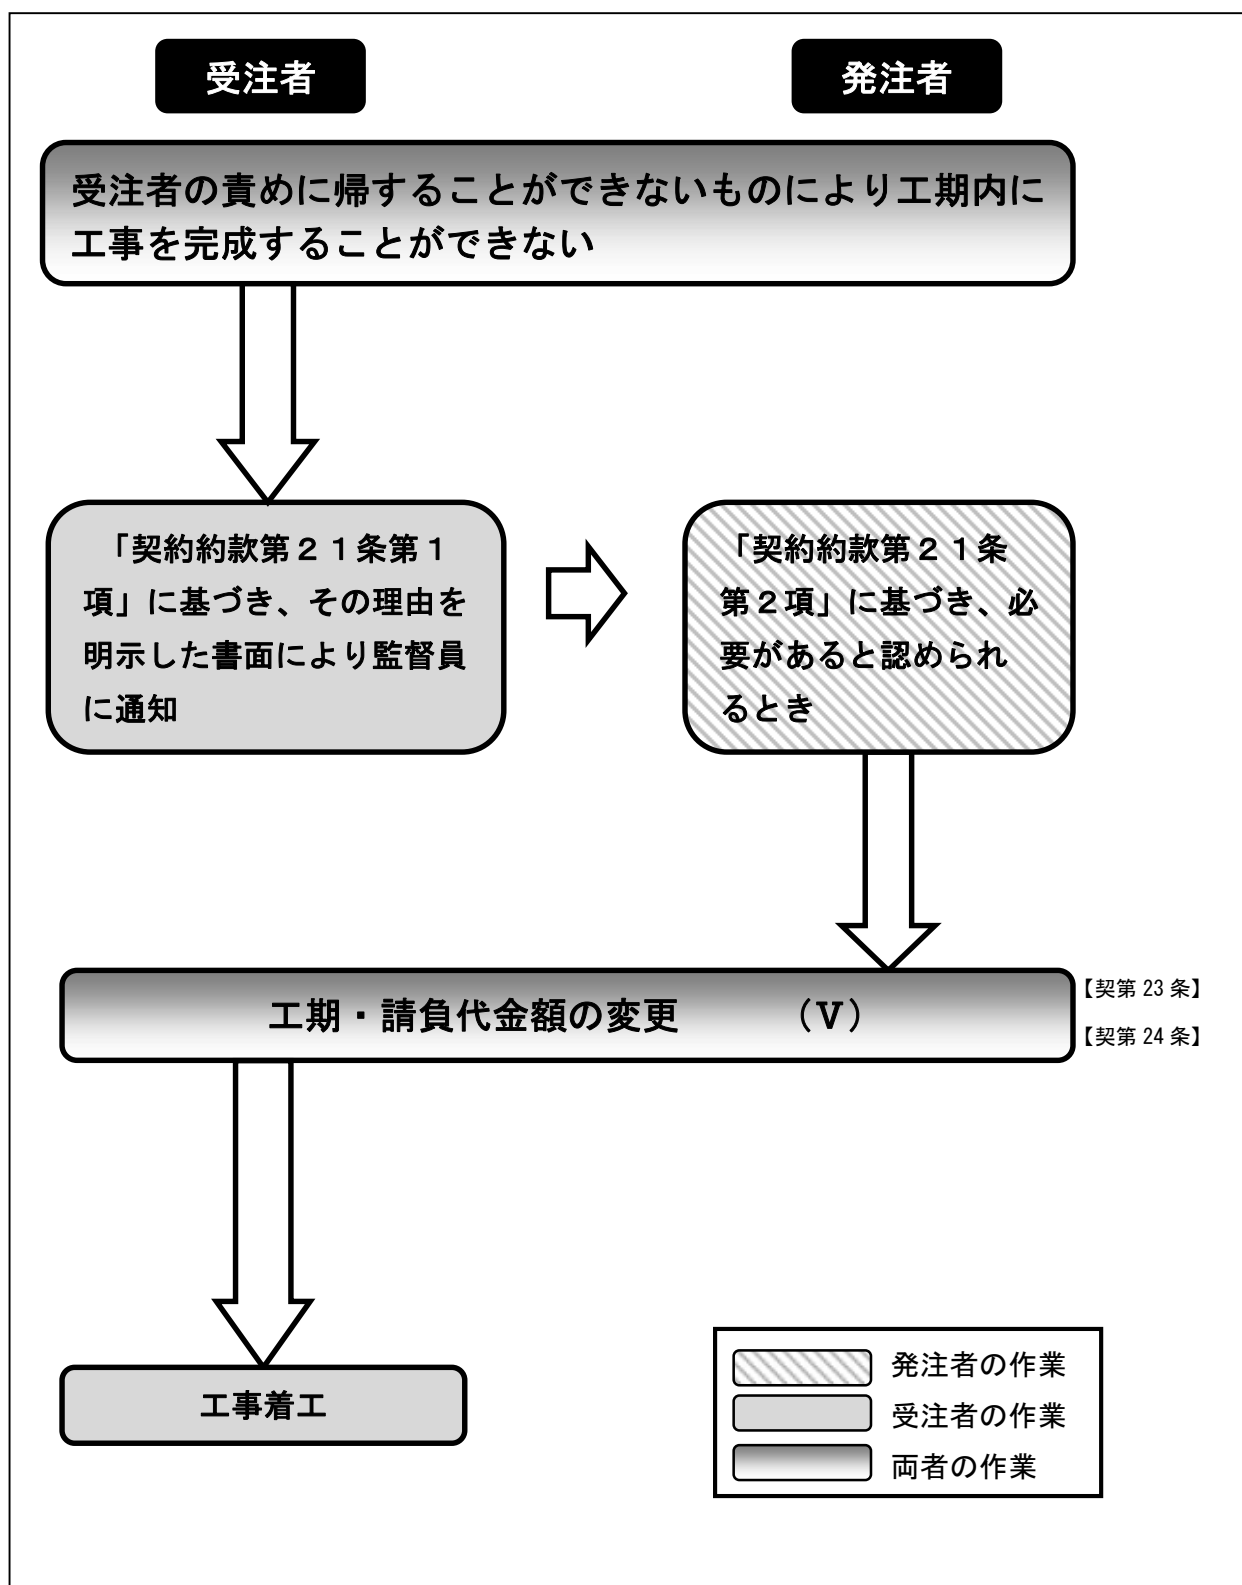 受注者
発注者
受注者の責めに帰することができないものにより工期内に
工事を完成することができない
「契約約款第２１条第１
項」に基づき、その理由を
明示した書面により監督員
に通知
「契約約款第２１条
第２項」に基づき、必
要があると認められ
るとき
工期・請負代金額の変更　　　（Ⅴ）
【契第 23 条】
【契第 24 条】
工事着工
発注者の作業
受注者の作業
両者の作業